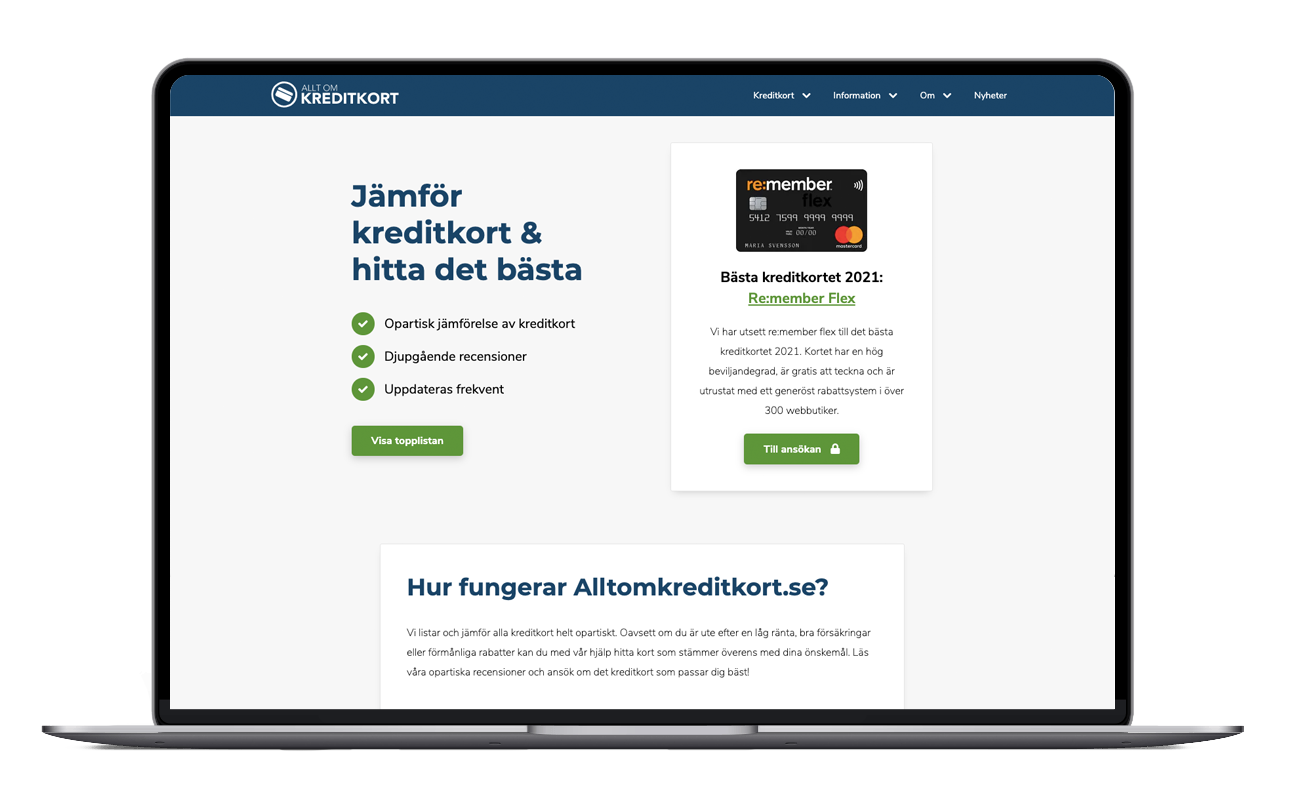 ALLT OM
KREDITKORT
Kreditkort
Information
Om
Nyheter
Jämför
kreditkort &
hitta det bästa
Opartisk jämförelse av kreditkort
Djupgående recensioner
Uppdateras frekvent
Visa topplistan
re:member
flex
5412 7599 9999 9999
00/00
MARIA SVENSSON
mastercard
Bästa kreditkortet 2021:
Re:member Flex
Vi har utsett re:member flex till det bästa
kreditkortet 2021. Kortet har en hög
beviljandegrad, är gratis att teckna och är
utrustat med ett generöst rabattsystem i över
300 webbutiker.
Till ansökan
Hur fungerar Alltomkreditkort.se?
Vi listar och jämför alla kreditkort helt opartiskt. Oavsett om du är ute efter en låg ränta, bra försäkringar
eller förmånliga rabatter kan du med vår hjälp hitta kort som stämmer överens med dina önskemål. Läs
våra opartiska recensioner och ansök om det kreditkort som passar dig bäst!